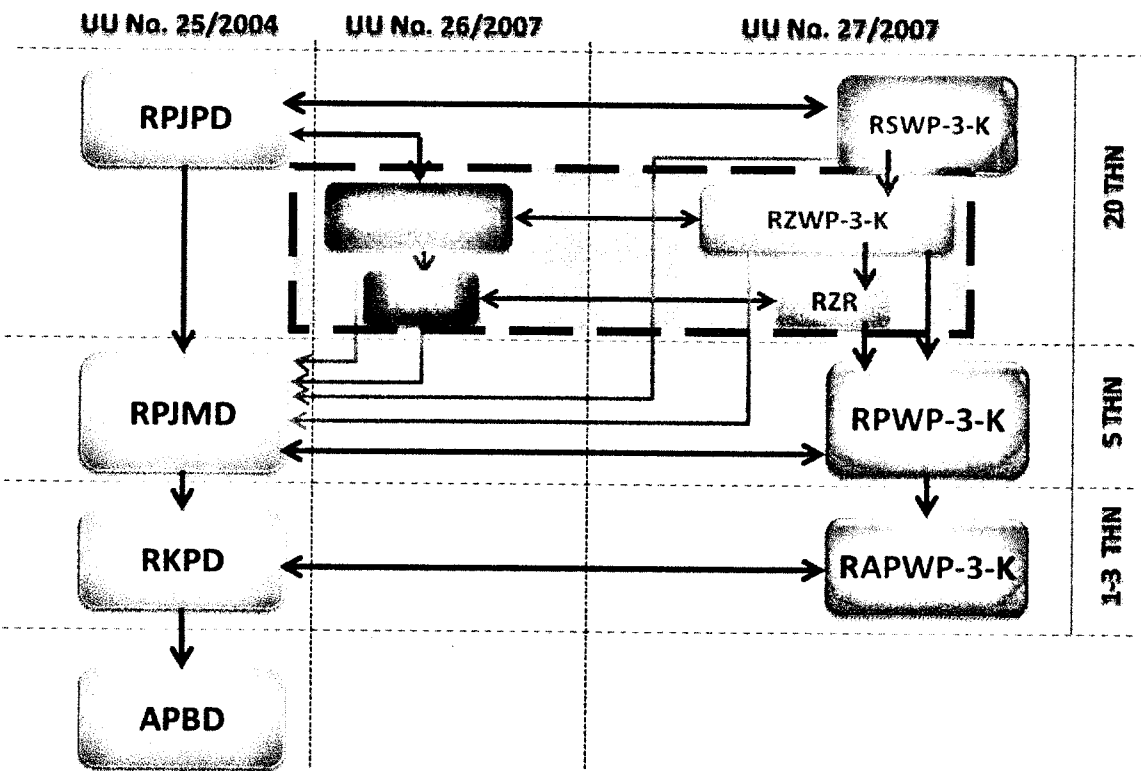 UU No. 25/2004
UU No. 26/2007
UU No. 27/2007
RPJPD
RSWP-3-K
20 THN
RZWP-3-K
RZR
RPJMD
RPWP-3-K
5 THN
RKPD
RAPWP-3-K
1-3 THN
APBD